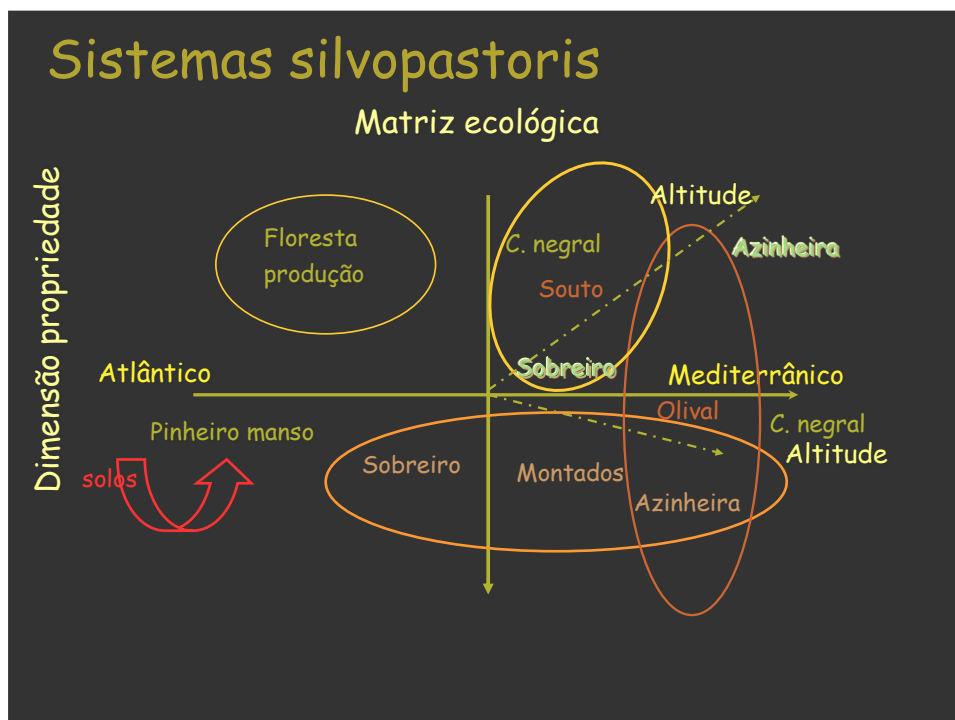 Sistemas silvopastoris
Matriz ecológica
Dimensão propriedade
Altitude
Floresta
produção
C. negral
Azinheira
Souto
Atlântico
Sobreiro
Mediterrânico
Olival
Pinheiro manso
C. negral
Altitude
solos
Sobreiro
Montados
Azinheira